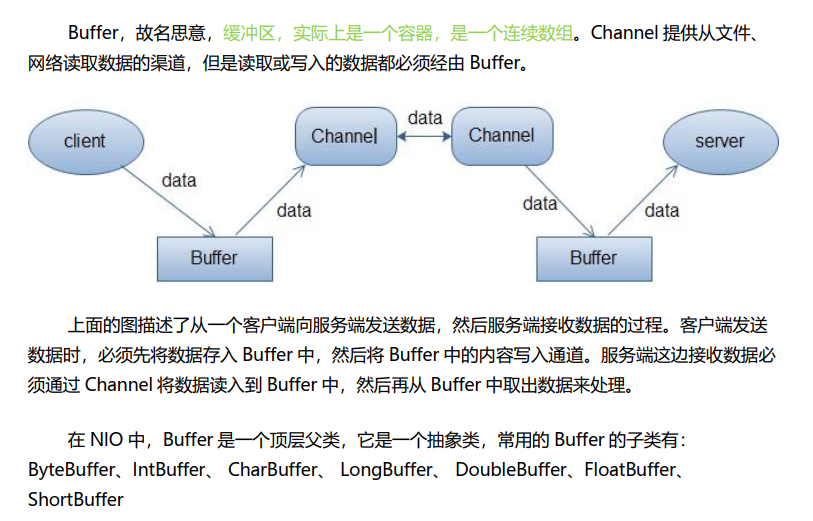 Buffer，故名思意，缓冲区，实际上是一个容器，是一个连续数组。Channel 提供从文件、
网络读取数据的渠道，但是读取或写入的数据都必须经由 Buffer。
data
client
Channel
Channel
server
data
data
data
data
Buffer
Buffer
上面的图描述了从一个客户端向服务端发送数据，然后服务端接收数据的过程。客户端发送
数据时，必须先将数据存入 Buffer 中，然后将 Buffer 中的内容写入通道。服务端这边接收数据必
须通过 Channel 将数据读入到 Buffer 中，然后再从 Buffer 中取出数据来处理。
在 NIO 中，Buffer 是一个顶层父类，它是一个抽象类，常用的 Buffer 的子类有：
ByteBuffer、IntBuffer、 CharBuffer、 LongBuffer、 DoubleBuffer、FloatBuffer、
ShortBuffer